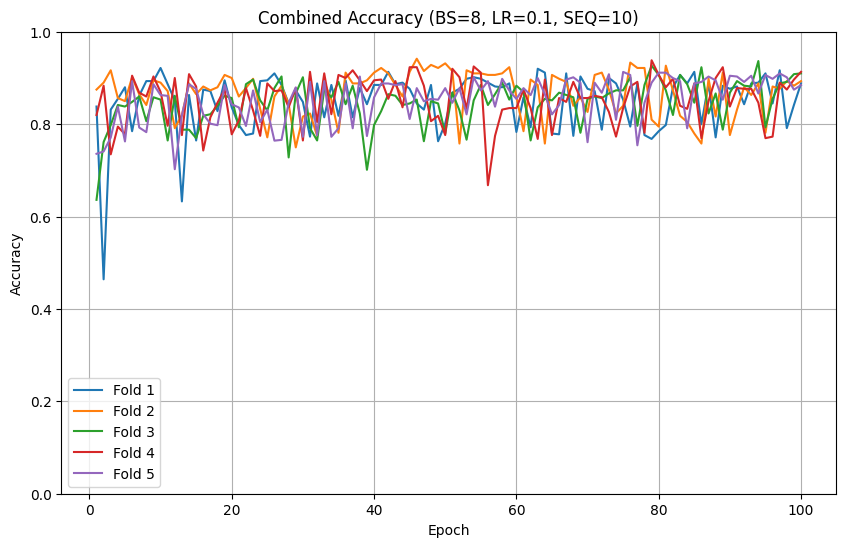 Combined Accuracy (BS=8, LR=0.1, SEQ=10)
1.0
0.8
0.6
0.4
0.2
0.0
Accuracy
Fold 1
Fold 2
Fold 3
Fold 4
Fold 5
0 20 40 60 80 100
Epoch